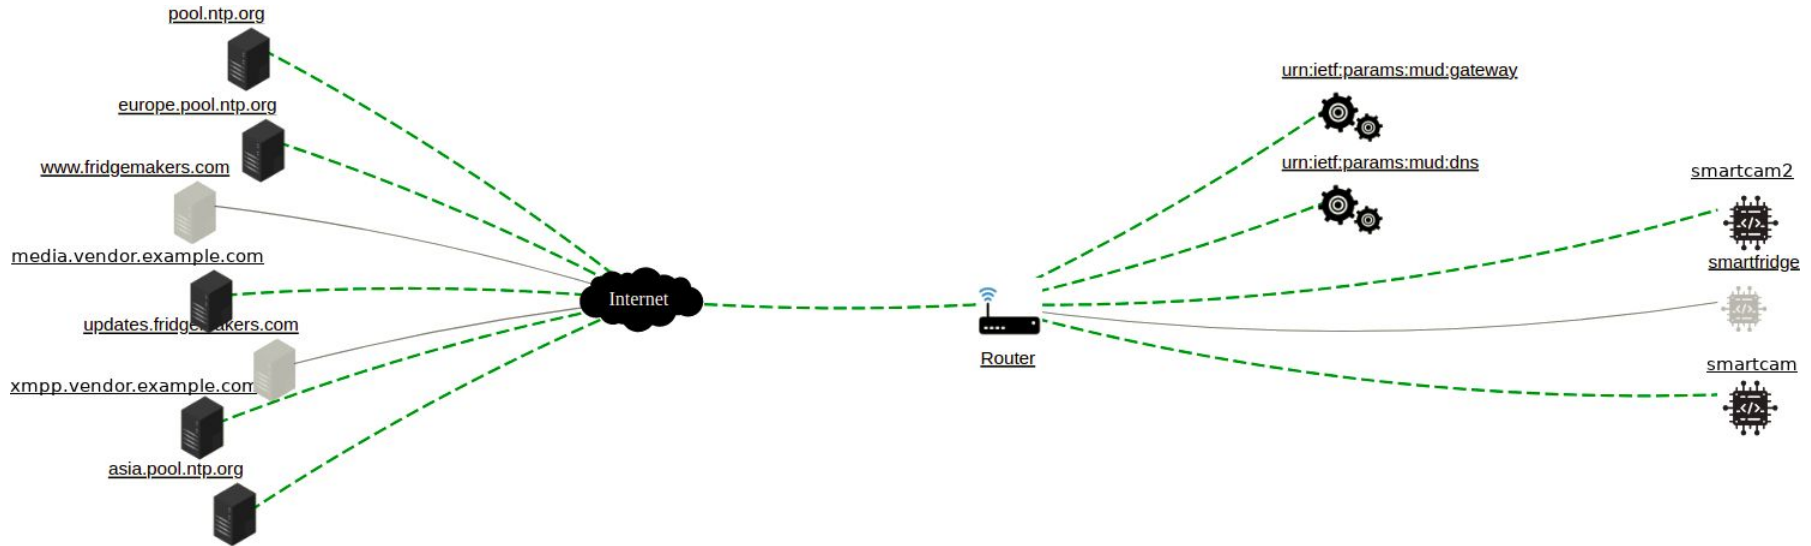 pool.ntp.org
europe.pool.ntp.org
www.fridgemakers.com
media.vendor.example.com
updates.fridgemakers.com
xmpp.vendor.example.com
asia.pool.ntp.org
Internet
Router
urn:ietf:params:mud:gateway
urn:ietf:params:mud:dns
smartcam2
smartfridge
smartcam